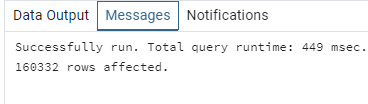 Data Output Messages Notifications
Successfully run. Total query runtime: 449 msec.
160332 rows affected.